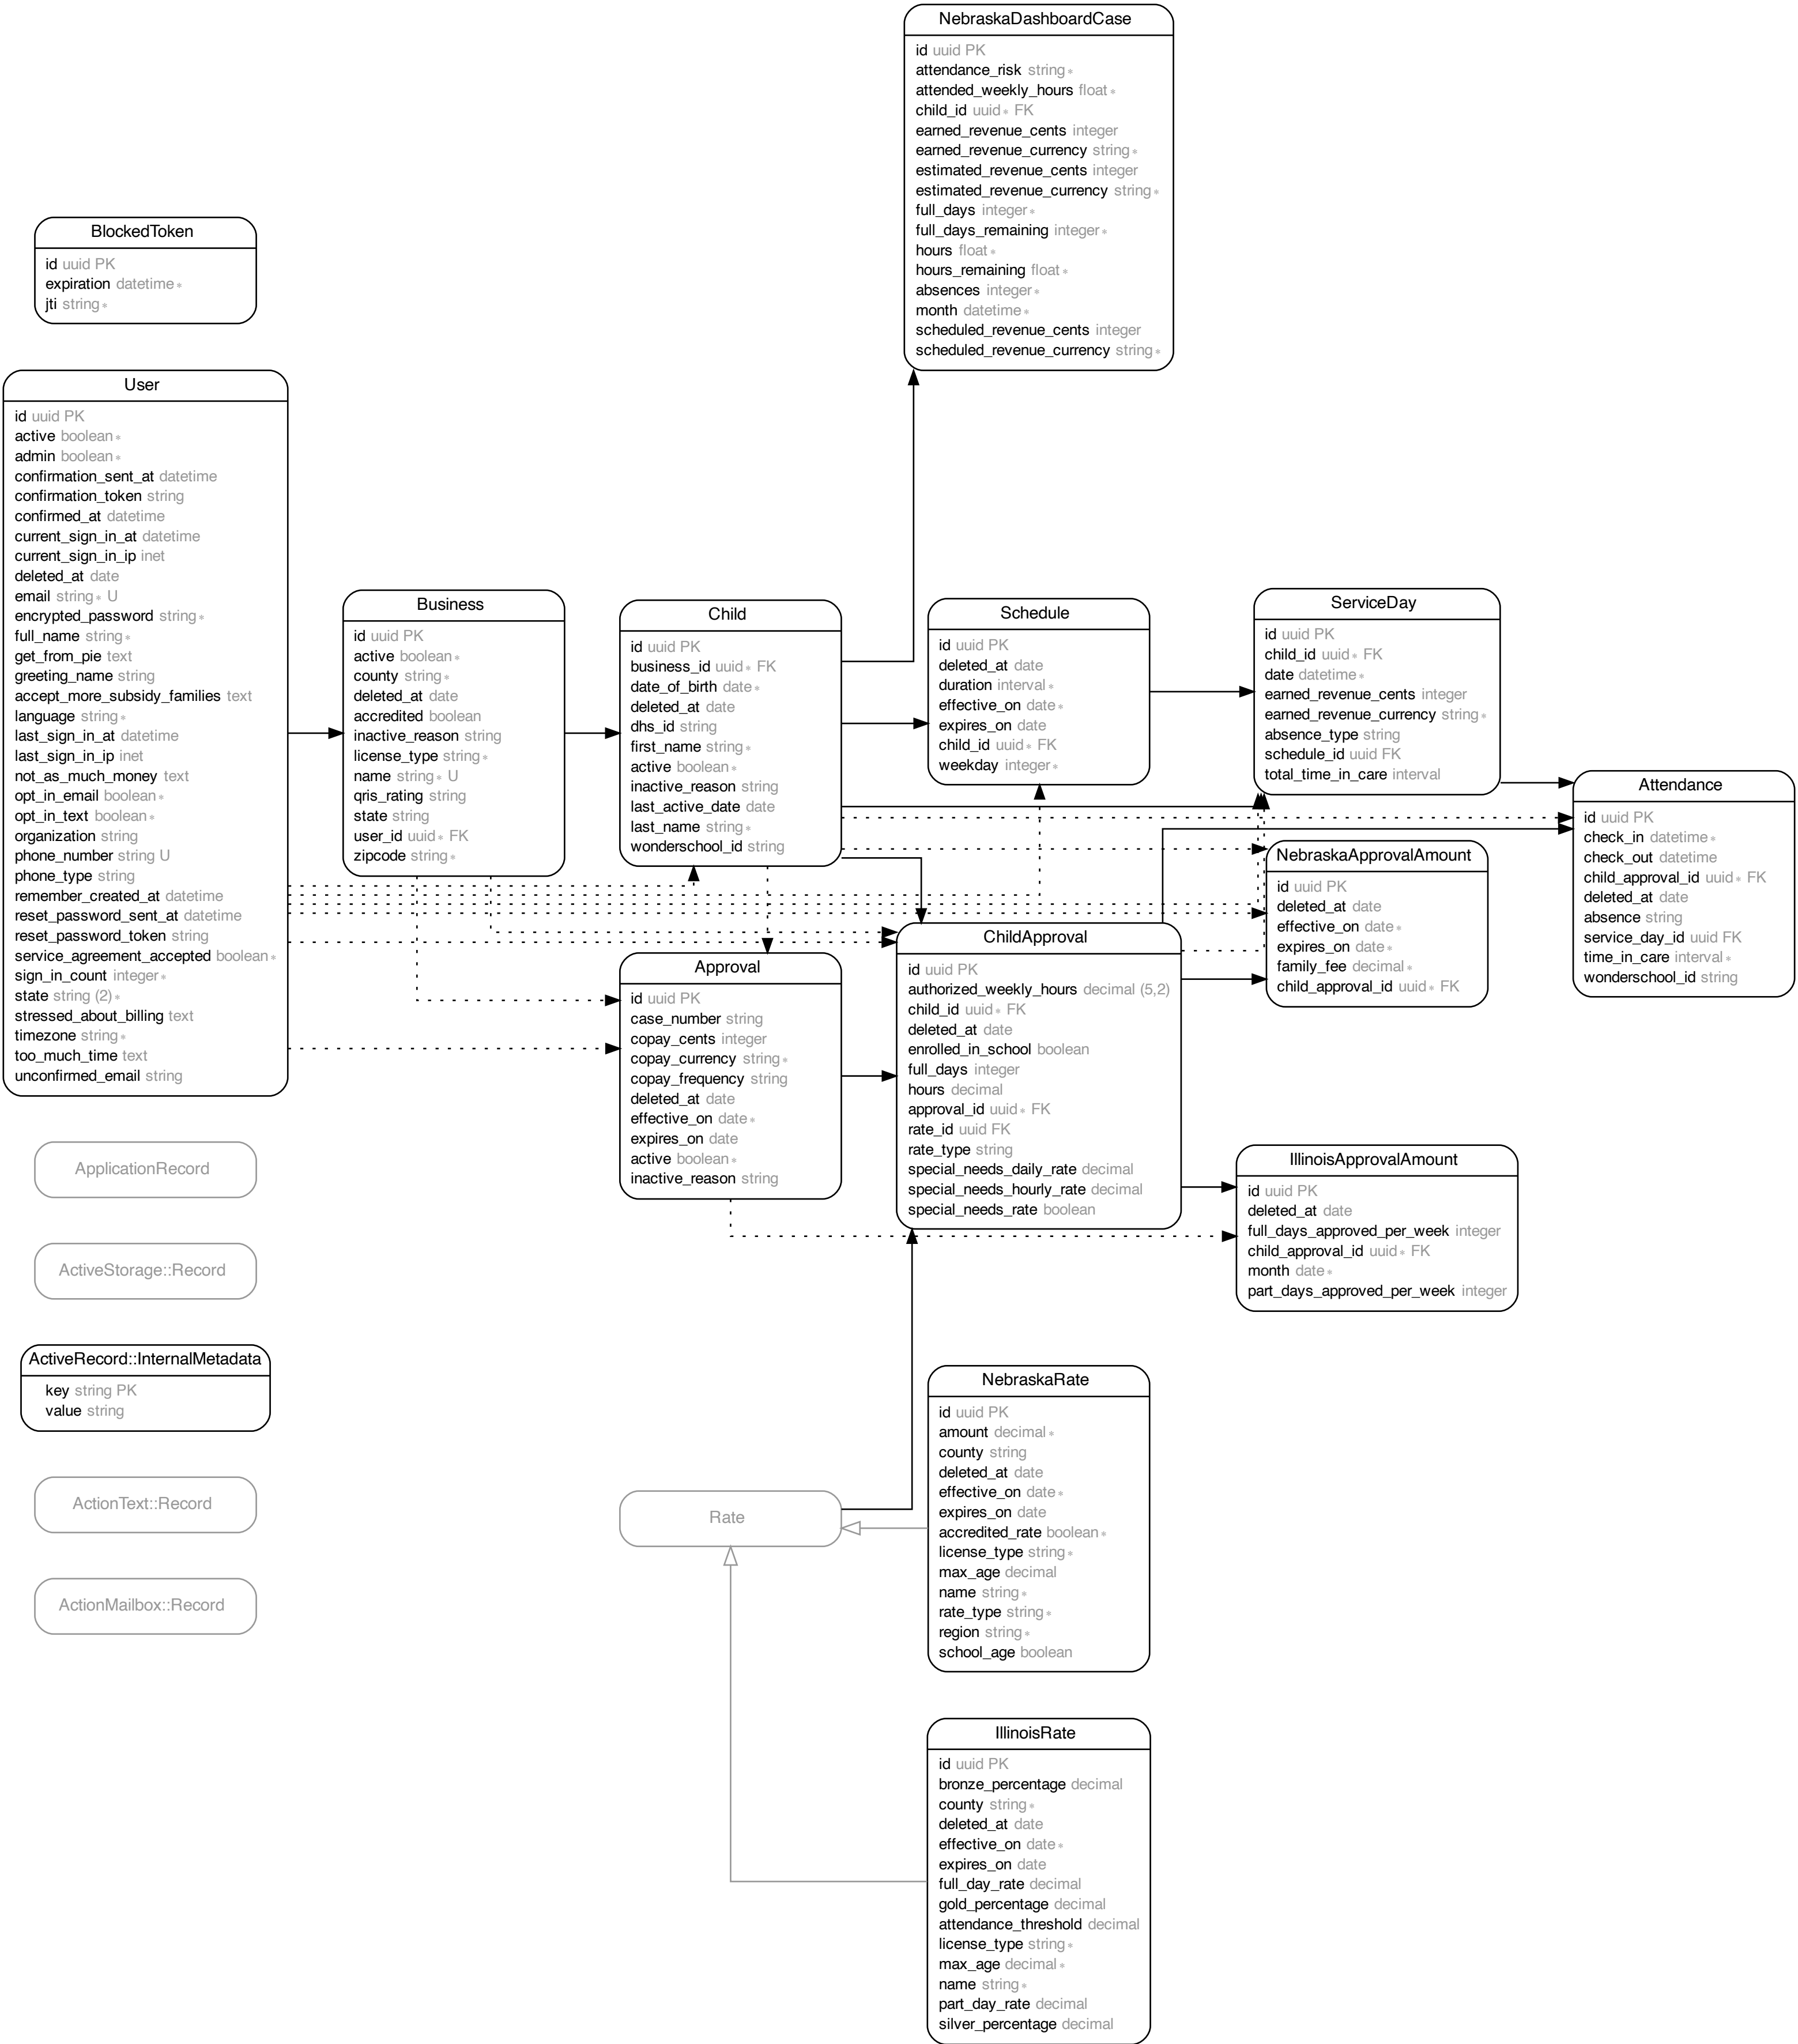 NebraskaDashboardCase
id uuid PK
attendance_risk string *
attended_weekly_hours float *
child_id uuid * FK
earned_revenue_cents integer
earned_revenue_currency string *
estimated_revenue_cents integer
estimated_revenue_currency string *
full_days integer *
full_days_remaining integer *
hours float *
hours_remaining float *
absences integer *
month datetime *
scheduled_revenue_cents integer
scheduled_revenue_currency string *
BlockedToken
id uuid PK
expiration datetime *
jti string *
User
id uuid PK
active boolean *
admin boolean *
confirmation_sent_at datetime
confirmation_token string
confirmed_at datetime
current_sign_in_at datetime
current_sign_in_ip inet
deleted_at date
email string * U
encrypted_password string *
full_name string *
get_from_pie text
greeting_name string
accept_more_subsidy_families text
language string *
last_sign_in_at datetime
last_sign_in_ip inet
not_as_much_money text
opt_in_email boolean *
opt_in_text boolean *
organization string
phone_number string U
phone_type string
remember_created_at datetime
reset_password_sent_at datetime
reset_password_token string
service_agreement_accepted boolean *
sign_in_count integer *
state string (2) *
stressed_about_billing text
timezone string *
too_much_time text
unconfirmed_email string
Business
id uuid PK
active boolean *
county string *
deleted_at date
accredited boolean
inactive_reason string
license_type string *
name string * U
qris_rating string
state string
user_id uuid * FK
zipcode string *
Child
id uuid PK
business_id uuid * FK
date_of_birth date *
deleted_at date
dhs_id string
first_name string *
active boolean *
inactive_reason string
last_active_date date
last_name string *
wonderschool_id string
Schedule
id uuid PK
deleted_at date
duration interval *
effective_on date *
expires_on date
child_id uuid * FK
weekday integer *
ServiceDay
id uuid PK
child_id uuid * FK
date datetime *
earned_revenue_cents integer
earned_revenue_currency string *
absence_type string
schedule_id uuid FK
total_time_in_care interval
Attendance
id uuid PK
check_in datetime *
check_out datetime
child_approval_id uuid * FK
deleted_at date
absence string
service_day_id uuid FK
time_in_care interval *
wonderschool_id string
NebraskaApprovalAmount
id uuid PK
deleted_at date
effective_on date *
expires_on date *
family_fee decimal *
child_approval_id uuid * FK
ChildApproval
id uuid PK
authorized_weekly_hours decimal (5,2)
child_id uuid * FK
deleted_at date
enrolled_in_school boolean
full_days integer
hours decimal
approval_id uuid * FK
rate_id uuid FK
rate_type string
special_needs_daily_rate decimal
special_needs_hourly_rate decimal
special_needs_rate boolean
Approval
id uuid PK
case_number string
copay_cents integer
copay_currency string *
copay_frequency string
deleted_at date
effective_on date *
expires_on date
active boolean *
inactive_reason string
IllinoisApprovalAmount
id uuid PK
deleted_at date
full_days_approved_per_week integer
child_approval_id uuid * FK
month date *
part_days_approved_per_week integer
ApplicationRecord
ActiveStorage::Record
ActiveRecord::InternalMetadata
key string PK
value string
ActionText::Record
ActionMailbox::Record
Rate
NebraskaRate
id uuid PK
amount decimal *
county string
deleted_at date
effective_on date *
expires_on date
accredited_rate boolean *
license_type string *
max_age decimal
name string *
rate_type string *
region string *
school_age boolean
IllinoisRate
id uuid PK
bronze_percentage decimal
county string *
deleted_at date
effective_on date *
expires_on date
full_day_rate decimal
gold_percentage decimal
attendance_threshold decimal
license_type string *
max_age decimal *
name string *
part_day_rate decimal
silver_percentage decimal